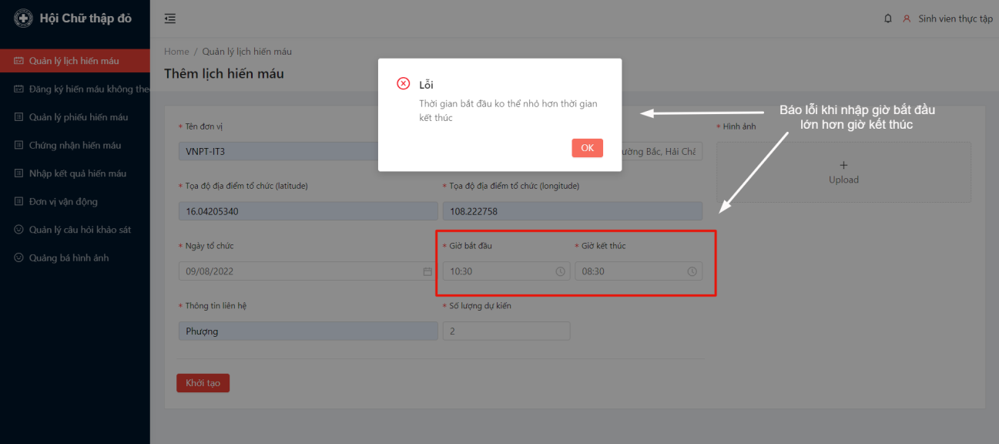 Hội Chữ thập đỏ
Sinh vien thực tập
Quản lý lịch hiến máu
Đăng ký hiến máu không the
Quản lý phiếu hiến máu
Chứng nhận hiến máu
Nhập kết quả hiến máu
Đơn vị vận động
Quản lý câu hỏi khảo sát
Quảng bá hình ảnh
Home / Quản lý lịch hiến máu
Thêm lịch hiến máu
Lỗi
Thời gian bắt đầu ko thể nhỏ hơn thời gian
kết thúc
OK
Báo lỗi khi nhập giờ bắt đầu
lớn hơn giờ kết thúc
* Tên đơn vị
VNPT-IT3
ường Bắc, Hải Châ
* Hình ảnh
+
Upload
* Tọa độ địa điểm tổ chức (latitude)
* Tọa độ địa điểm tổ chức (longitude)
16.04205340
108.222758
* Ngày tổ chức
* Giờ bắt đầu
* Giờ kết thúc
09/08/2022
10:30
08:30
* Thông tin liên hệ
* Số lượng dự kiến
Phượng
2
Khởi tạo